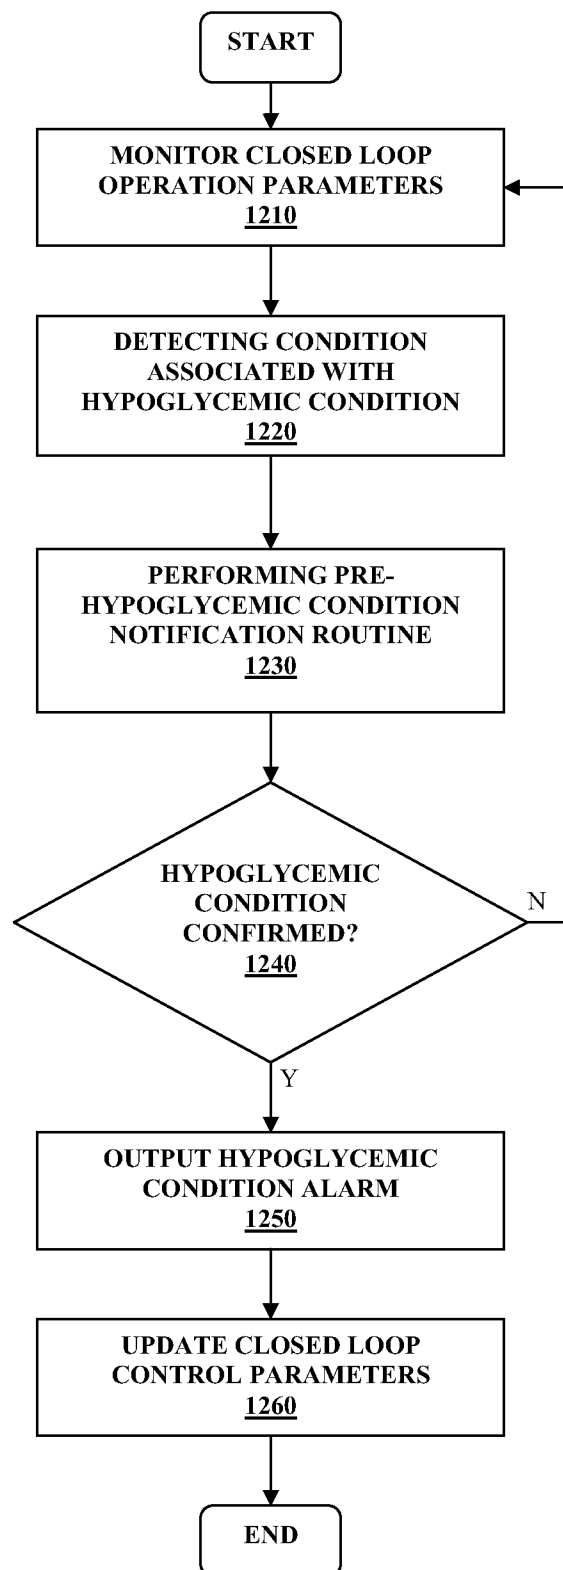 START
MONITOR CLOSED LOOP
OPERATION PARAMETERS
1210
DETECTING CONDITION
ASSOCIATED WITH
HYPOGLYCEMIC CONDITION
1220
PERFORMING PRE-
HYPOGLYCEMIC CONDITION
NOTIFICATION ROUTINE
1230
HYPOGLYCEMIC
CONDITION
CONFIRMED?
1240
N
Y
OUTPUT HYPOGLYCEMIC
CONDITION ALARM
1250
UPDATE CLOSED LOOP
CONTROL PARAMETERS
1260
END